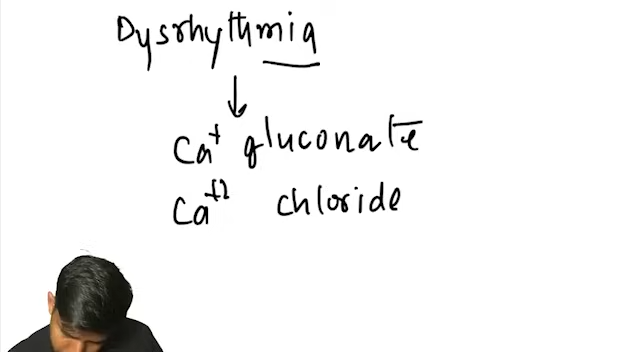 Dysrhythmia
↓
Ca⁺ gluconate
Ca⁺² chloride